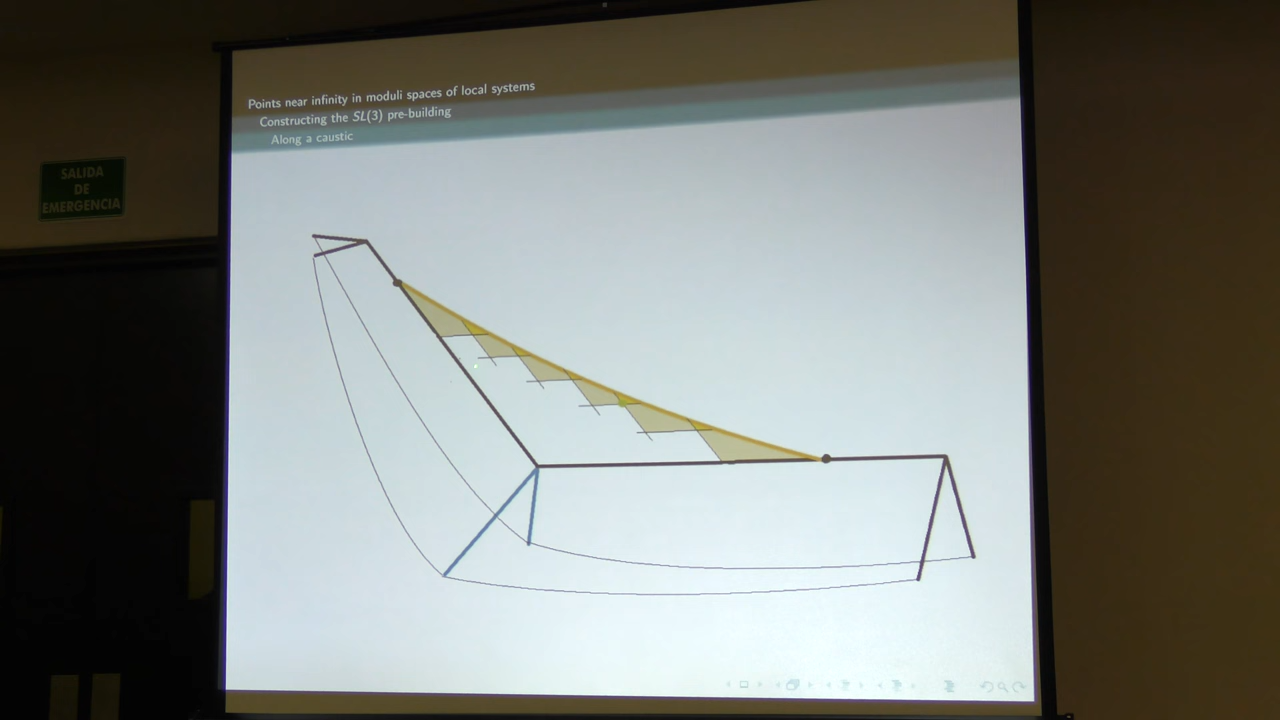 SALIDA
DE
EMERGENCIA
Points near infinity in moduli spaces of local systems
Constructing the SL(3) pre-building
Along a caustic